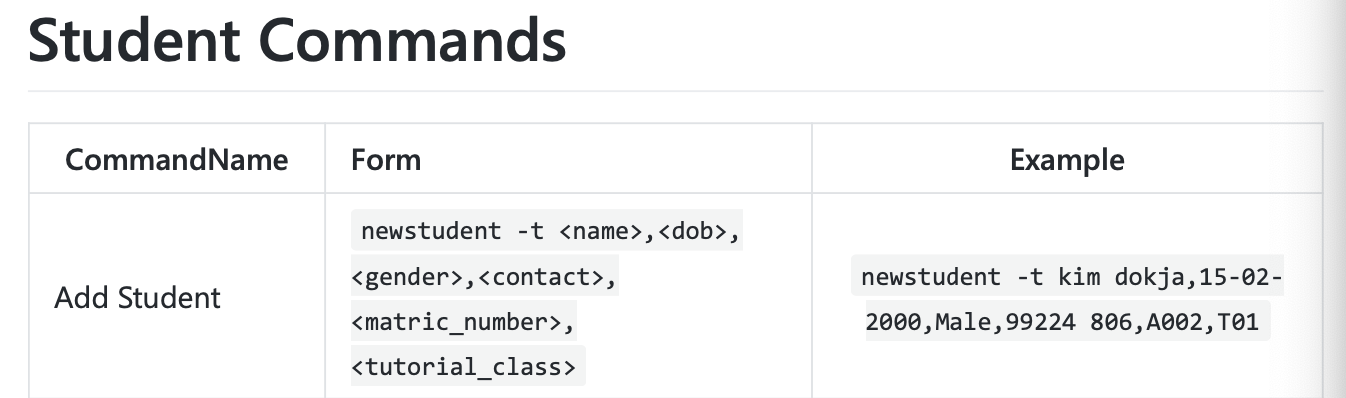 Student Commands
CommandName Form Example
Add Student
newstudent -t <name>,<dob>,
<gender>,<contact>,
<matric_number>,
<tutorial_class>
newstudent -t kim dokja,15-02-
2000,Male,99224 806,A002,T01